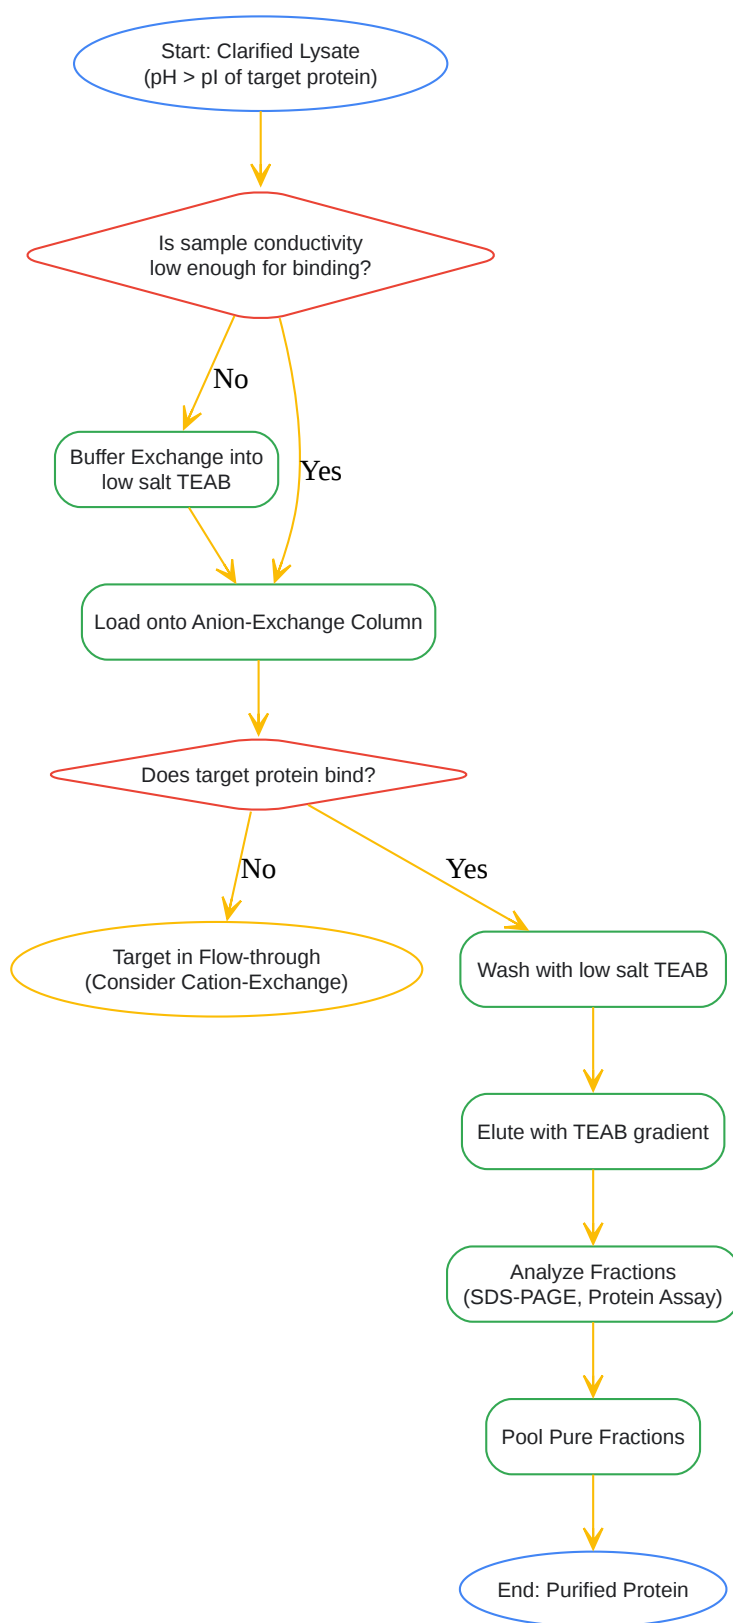 Start: Clarified Lysate
(pH > pI of target protein)
Is sample conductivity
low enough for binding?
No
Yes
Buffer Exchange into
low salt TEAB
Load onto Anion-Exchange Column
Does target protein bind?
No
Yes
Target in Flow-through
(Consider Cation-Exchange)
Wash with low salt TEAB
Elute with TEAB gradient
Analyze Fractions
(SDS-PAGE, Protein Assay)
Pool Pure Fractions
End: Purified Protein